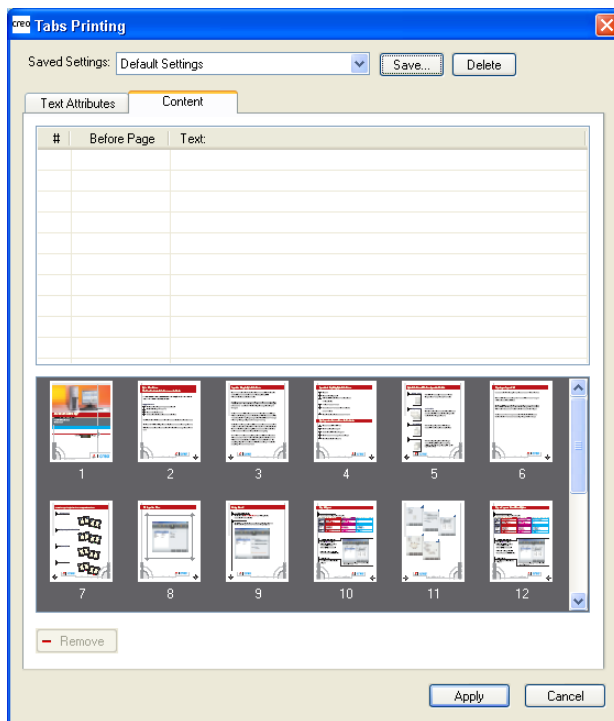 creo Tabs Printing
Saved Settings: Default Settings Save... Delete
Text Attributes Content
# Before Page Text:
1 2 3 4 5 6
7 8 9 10 11 12
Remove
Apply Cancel